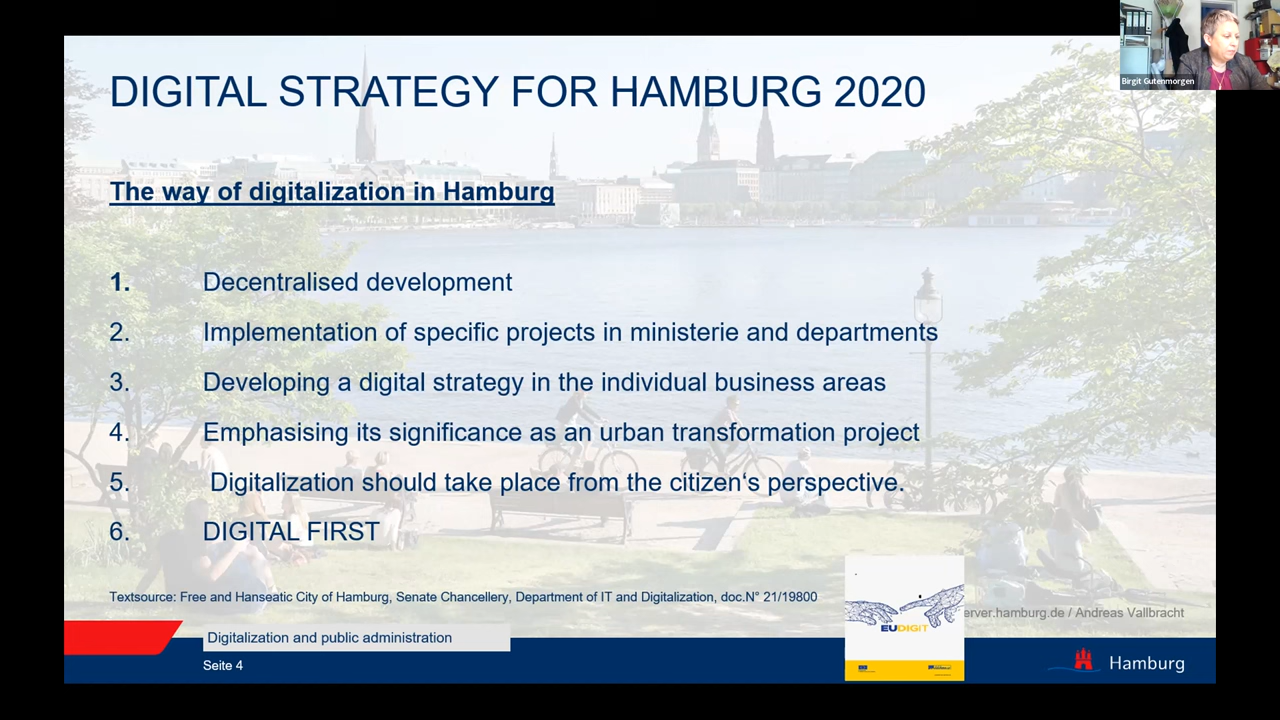 DIGITAL STRATEGY FOR HAMBURG 2020
Birgit Gutenmorgen
The way of digitalization in Hamburg
1. Decentralised development
2. Implementation of specific projects in ministerie and departments
3. Developing a digital strategy in the individual business areas
4. Emphasising its significance as an urban transformation project
5. Digitalization should take place from the citizen‘s perspective.
6. DIGITAL FIRST
Textsource: Free and Hanseatic City of Hamburg, Senate Chancellery, Department of IT and Digitalization, doc.N° 21/19800
erver.hamburg.de / Andreas Vallbracht
EUDIGIT
Digitalization and public administration
Seite 4
Hamburg